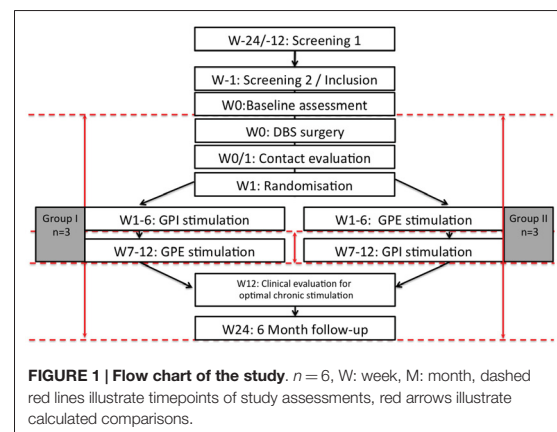 W-24/-12: Screening 1
W-1: Screening 2 / Inclusion
W0:Baseline assessment
W0: DBS surgery
W0/1: Contact evaluation
W1: Randomisation
Group I
n=3
W1-6: GPI stimulation
W1-6: GPE stimulation
Group II
n=3
W7-12: GPE stimulation
W7-12: GPI stimulation
W12: Clinical evaluation for
optimal chronic stimulation
W24: 6 Month follow-up
FIGURE 1 | Flow chart of the study. n = 6, W: week, M: month, dashed
red lines illustrate timepoints of study assessments, red arrows illustrate
calculated comparisons.